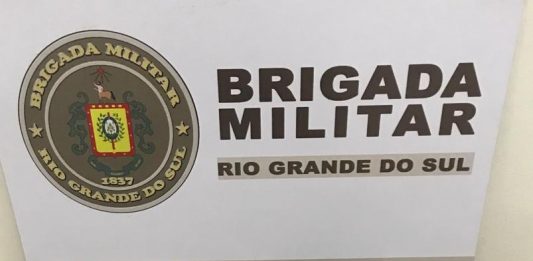 BRIGADA MILITAR
RIO GRANDE DO SUL
1837
BRIGADA
MILITAR
RIO GRANDE DO SUL